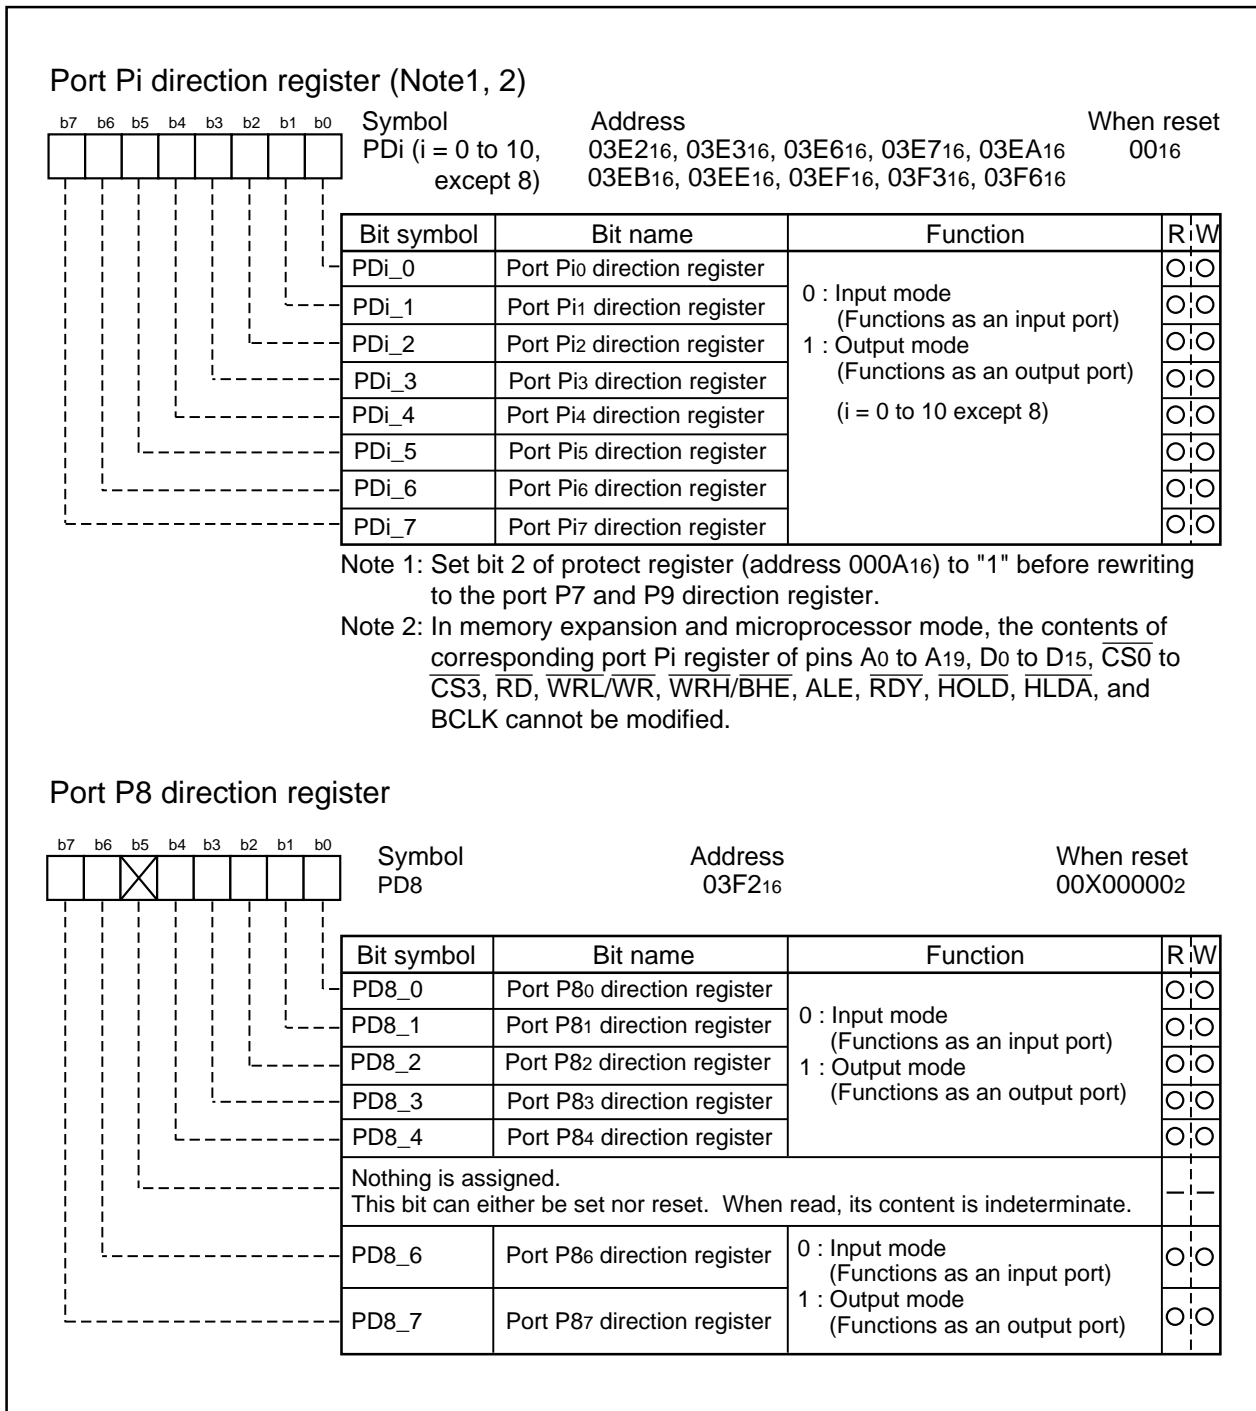 Port Pi direction register (Note1, 2)
b7 b6 b5 b4 b3 b2 b1 b0
Symbol Address When reset
PDi (i = 0 to 10, 03E216, 03E316, 03E616, 03E716, 03EA16 0016
except 8) 03EB16, 03EE16, 03EF16, 03F316, 03F616
Bit symbol Bit name Function R W
PDi_0 Port Pi0 direction register
PDi_1 Port Pi1 direction register
PDi_2 Port Pi2 direction register
PDi_3 Port Pi3 direction register
PDi_4 Port Pi4 direction register
PDi_5 Port Pi5 direction register
PDi_6 Port Pi6 direction register
PDi_7 Port Pi7 direction register
0 : Input mode
(Functions as an input port)
1 : Output mode
(Functions as an output port)
(i = 0 to 10 except 8)
Note 1: Set bit 2 of protect register (address 000A16) to "1" before rewriting
to the port P7 and P9 direction register.
Note 2: In memory expansion and microprocessor mode, the contents of
corresponding port Pi register of pins A0 to A19, D0 to D15, CS0 to
CS3, RD, WRL/WR, WRH/BHE, ALE, RDY, HOLD, HLDA, and
BCLK cannot be modified.
Port P8 direction register
b7 b6 b5 b4 b3 b2 b1 b0
Symbol Address When reset
PD8 03F216 00X000002
Bit symbol Bit name Function R W
PD8_0 Port P80 direction register
PD8_1 Port P81 direction register
PD8_2 Port P82 direction register
PD8_3 Port P83 direction register
PD8_4 Port P84 direction register
0 : Input mode
(Functions as an input port)
1 : Output mode
(Functions as an output port)
Nothing is assigned.
This bit can either be set nor reset. When read, its content is indeterminate.
PD8_6 Port P86 direction register
PD8_7 Port P87 direction register
0 : Input mode
(Functions as an input port)
1 : Output mode
(Functions as an output port)